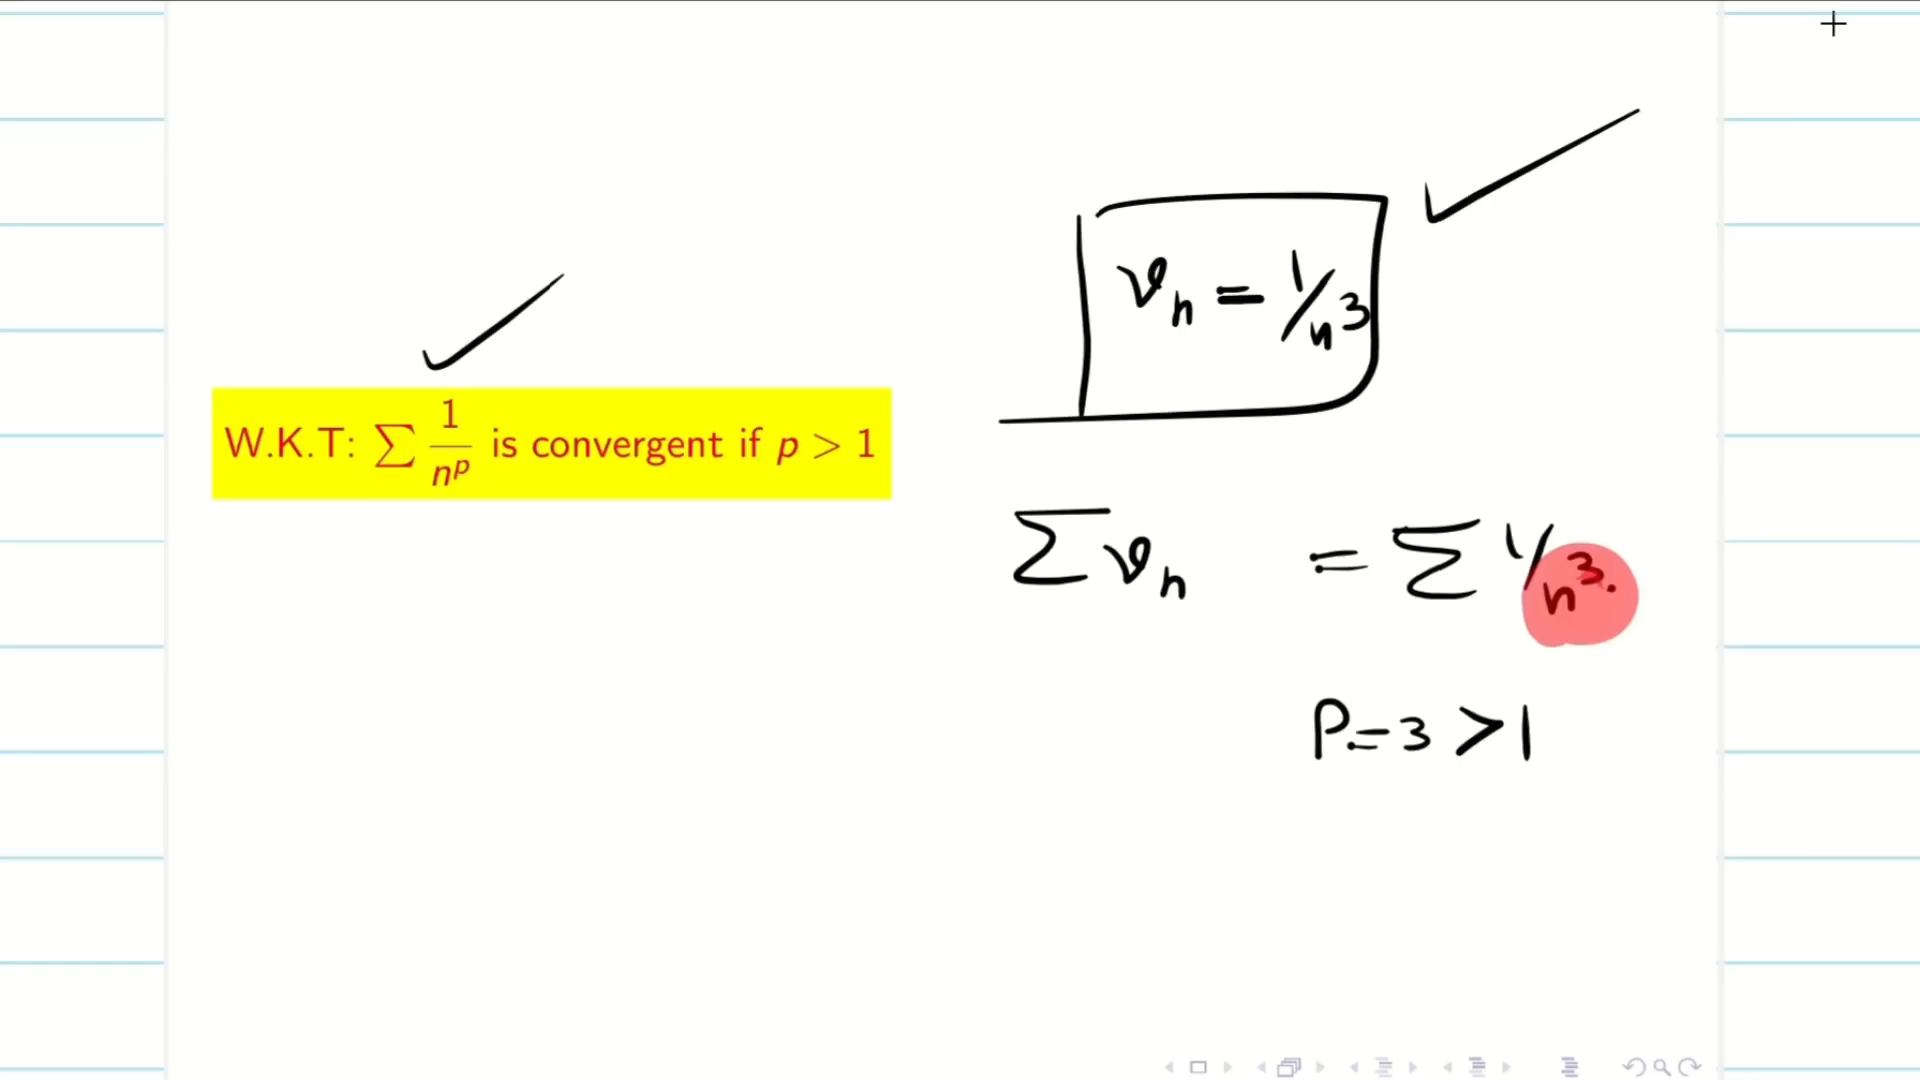 W.K.T: ∑ 1/n^p is convergent if p > 1
v_n = 1/n^3
∑ v_n = ∑ 1/n^3.
P = 3 > 1